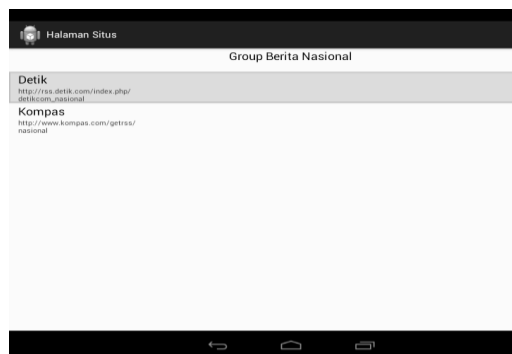 Halaman Situs
Group Berita Nasional
Detik
http://rss.detik.com/index.php/
detikcom_nasional
Kompas
http://www.kompas.com/getrss/
nasional